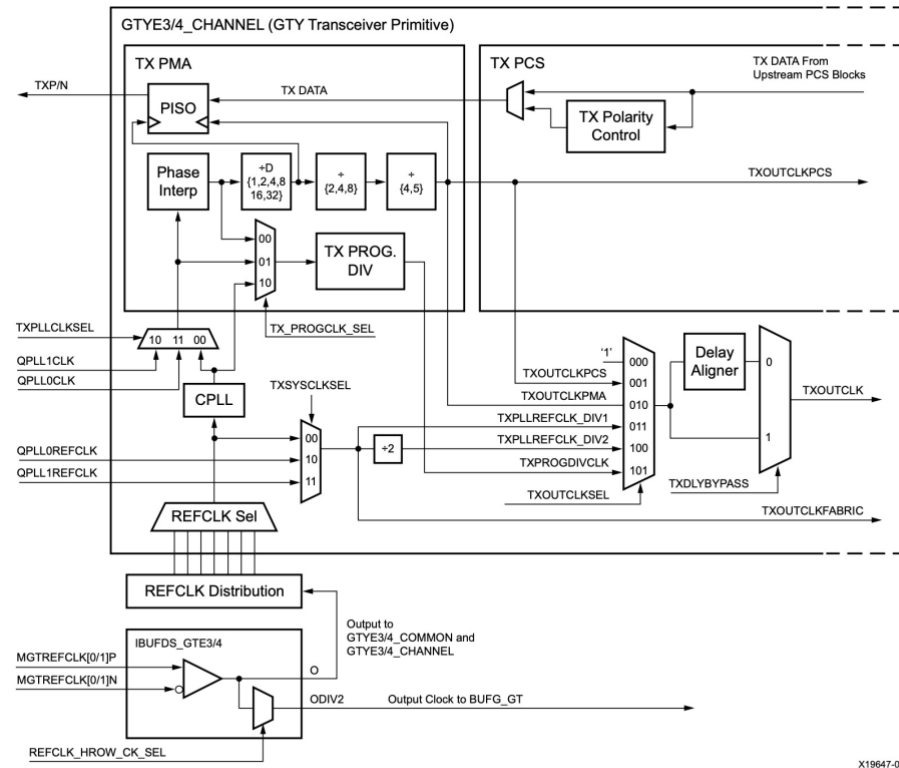 GTYE3/4_CHANNEL (GTY Transceiver Primitive)
TX PMA
TX PCS
TX DATA From
Upstream PCS Blocks
TXP/N
TX DATA
PISO
TX Polarity
Control
Phase
Interp
÷D
{1,2,4,8
16,32}
÷
{2,4,8}
÷
{4,5}
TXOUTCLKPCS
00
01
10
TX PROG.
DIV
TX_PROGCLK_SEL
TXPLLCLKSEL
10 11 00
QPLL1CLK
QPLL0CLK
CPLL
TXSYSCLKSEL
'1'
000
TXOUTCLKPCS
001
TXOUTCLKPMA
010
TXPLLREFCLK_DIV1
011
TXPLLREFCLK_DIV2
100
TXPROGDIVCLK
101
Delay
Aligner
0
1
TXOUTCLK
00
10
11
÷2
QPLL0REFCLK
QPLL1REFCLK
TXOUTCLKSEL
TXDLYBYPASS
TXOUTCLKFABRIC
REFCLK Sel
REFCLK Distribution
Output to
GTYE3/4_COMMON and
GTYE3/4_CHANNEL
IBUFDS_GTE3/4
MGTREFCLK[0/1]P
MGTREFCLK[0/1]N
O
ODIV2
Output Clock to BUFG_GT
REFCLK_HROW_CK_SEL
X19647-0